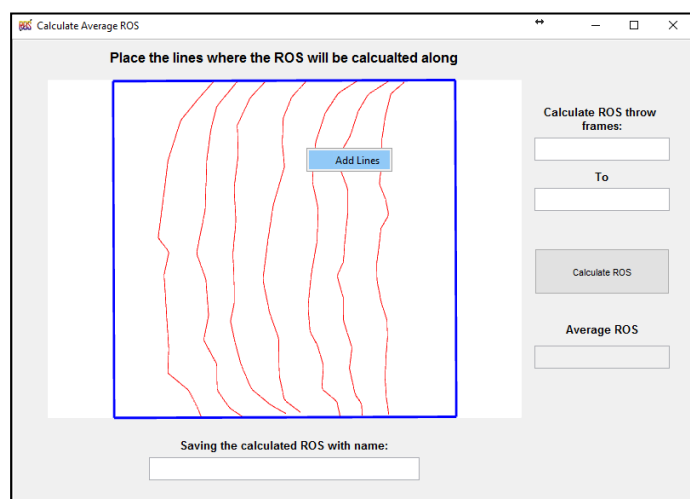 Calculate Average ROS
Place the lines where the ROS will be calcualted along
Add Lines
Calculate ROS throw
frames:
To
Calculate ROS
Average ROS
Saving the calculated ROS with name: